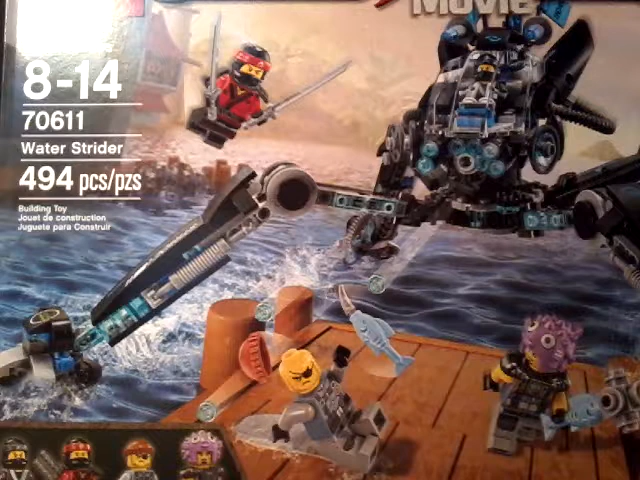 MOVIE
8-14
70611
Water Strider
494 pcs/pzs
Building Toy
Jouet de construction
Juguete para Construir